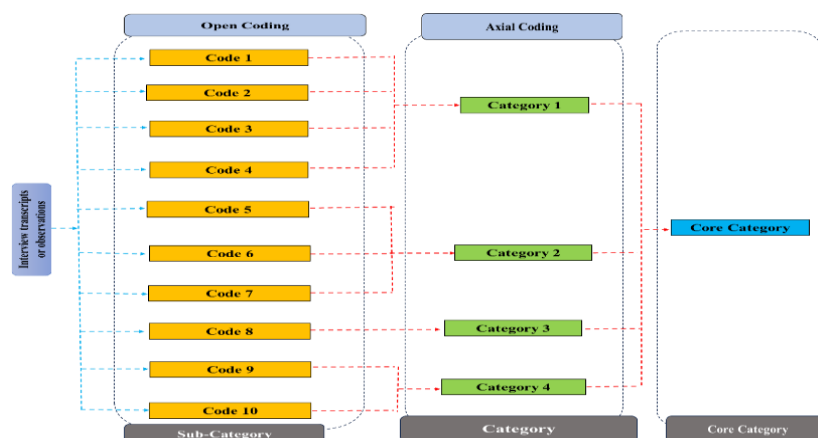 Open Coding
Axial Coding
Code 1
Code 2
Code 3
Code 4
Code 5
Code 6
Code 7
Code 8
Code 9
Code 10
Interview transcripts
or observations
Category 1
Category 2
Category 3
Category 4
Core Category
Sub-Category
Category
Core Category